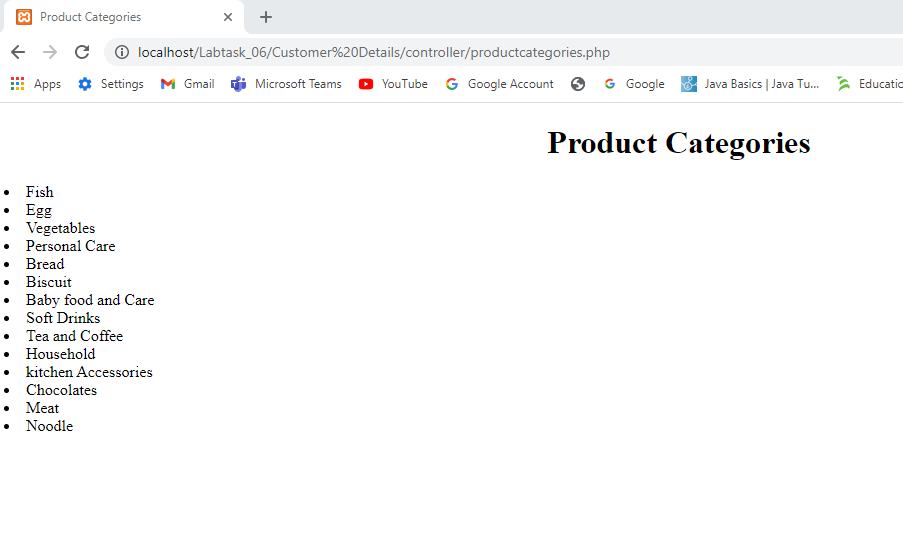 Product Categories
localhost/Labtask_06/Customer%20Details/controller/productcategories.php
Apps Settings Gmail Microsoft Teams YouTube Google Account Google Java Basics | Java Tu... Educatio
Product Categories
Fish
Egg
Vegetables
Personal Care
Bread
Biscuit
Baby food and Care
Soft Drinks
Tea and Coffee
Household
kitchen Accessories
Chocolates
Meat
Noodle